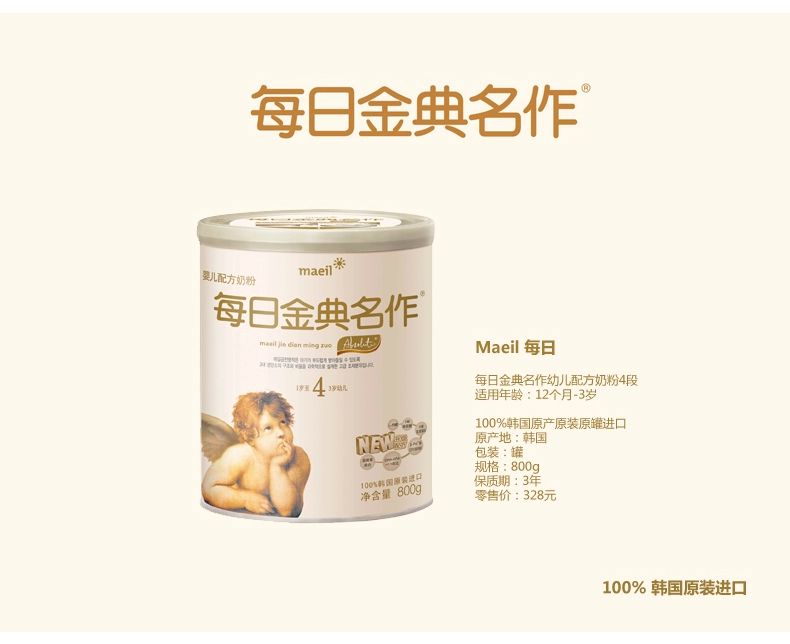 每日金典名作®
maeil
婴儿配方奶粉
每日金典名作®
maeil jin dian ming zuo
Absolute
1岁至 4 3岁幼儿
NEW
100%韩国原装进口
净含量 800g
Maeil 每日
每日金典名作幼儿配方奶粉4段
适用年龄：12个月-3岁
100%韩国原产原装原罐进口
原产地：韩国
包装：罐
规格：800g
保质期：3年
零售价：328元
100% 韩国原装进口